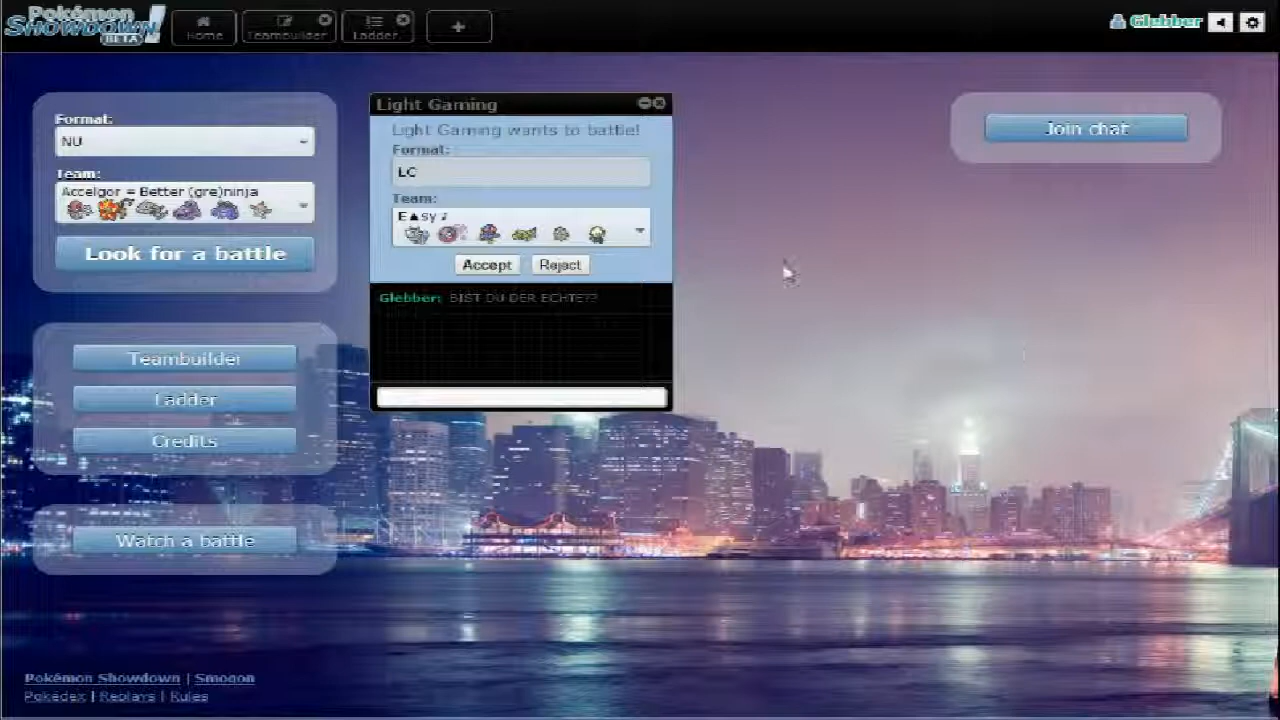 Pokémon
SHOWDOWN!
BETA
Home
Teambuilder
Ladder
+
Glebber
Format:
NU
Team:
Accelgor = Better (gre)ninja
Look for a battle
Teambuilder
Ladder
Credits
Watch a battle
Light Gaming
Light Gaming wants to battle!
Format:
LC
Team:
E▲sy ♪
Accept
Reject
Glebber: BIST DU DER ECHTE??
Join chat
Pokémon Showdown | Smogon
Pokédex | Replays | Rules